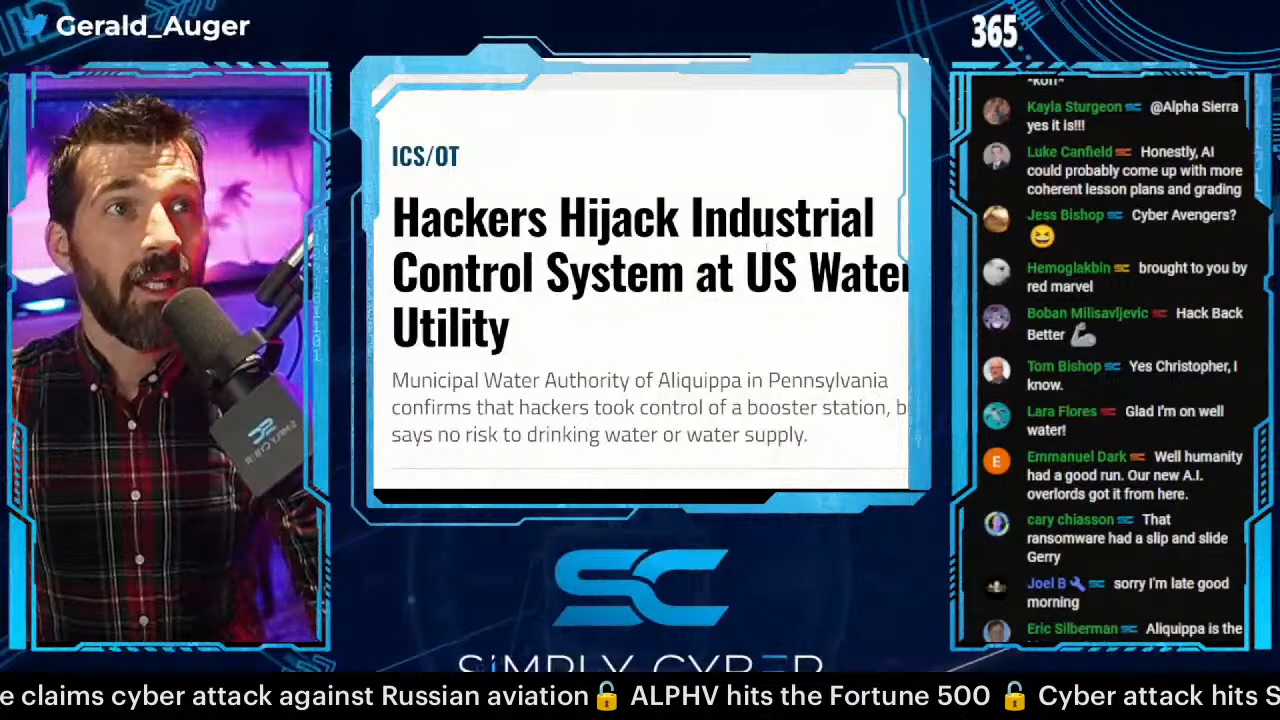 Gerald_Auger
365
ICS/OT
Hackers Hijack Industrial
Control System at US Water
Utility
Municipal Water Authority of Aliquippa in Pennsylvania
confirms that hackers took control of a booster station, b
says no risk to drinking water or water supply.
SC
SIMPLY CYBER
SIMPLY CYBER
Kayla Sturgeon @Alpha Sierra
yes it is!!!
Luke Canfield Honestly, AI
could probably come up with more
coherent lesson plans and grading
Jess Bishop Cyber Avengers?
Hemoglakbin brought to you by
red marvel
Boban Milisavljevic Hack Back
Better
Tom Bishop Yes Christopher, I
know.
Lara Flores Glad I'm on well
water!
E
Emmanuel Dark Well humanity
had a good run. Our new A.I.
overlords got it from here.
cary chiasson That
ransomware had a slip and slide
Gerry
Joel B sorry I'm late good
morning
Eric Silberman Aliquippa is the
e claims cyber attack against Russian aviation ALPHV hits the Fortune 500 Cyber attack hits S